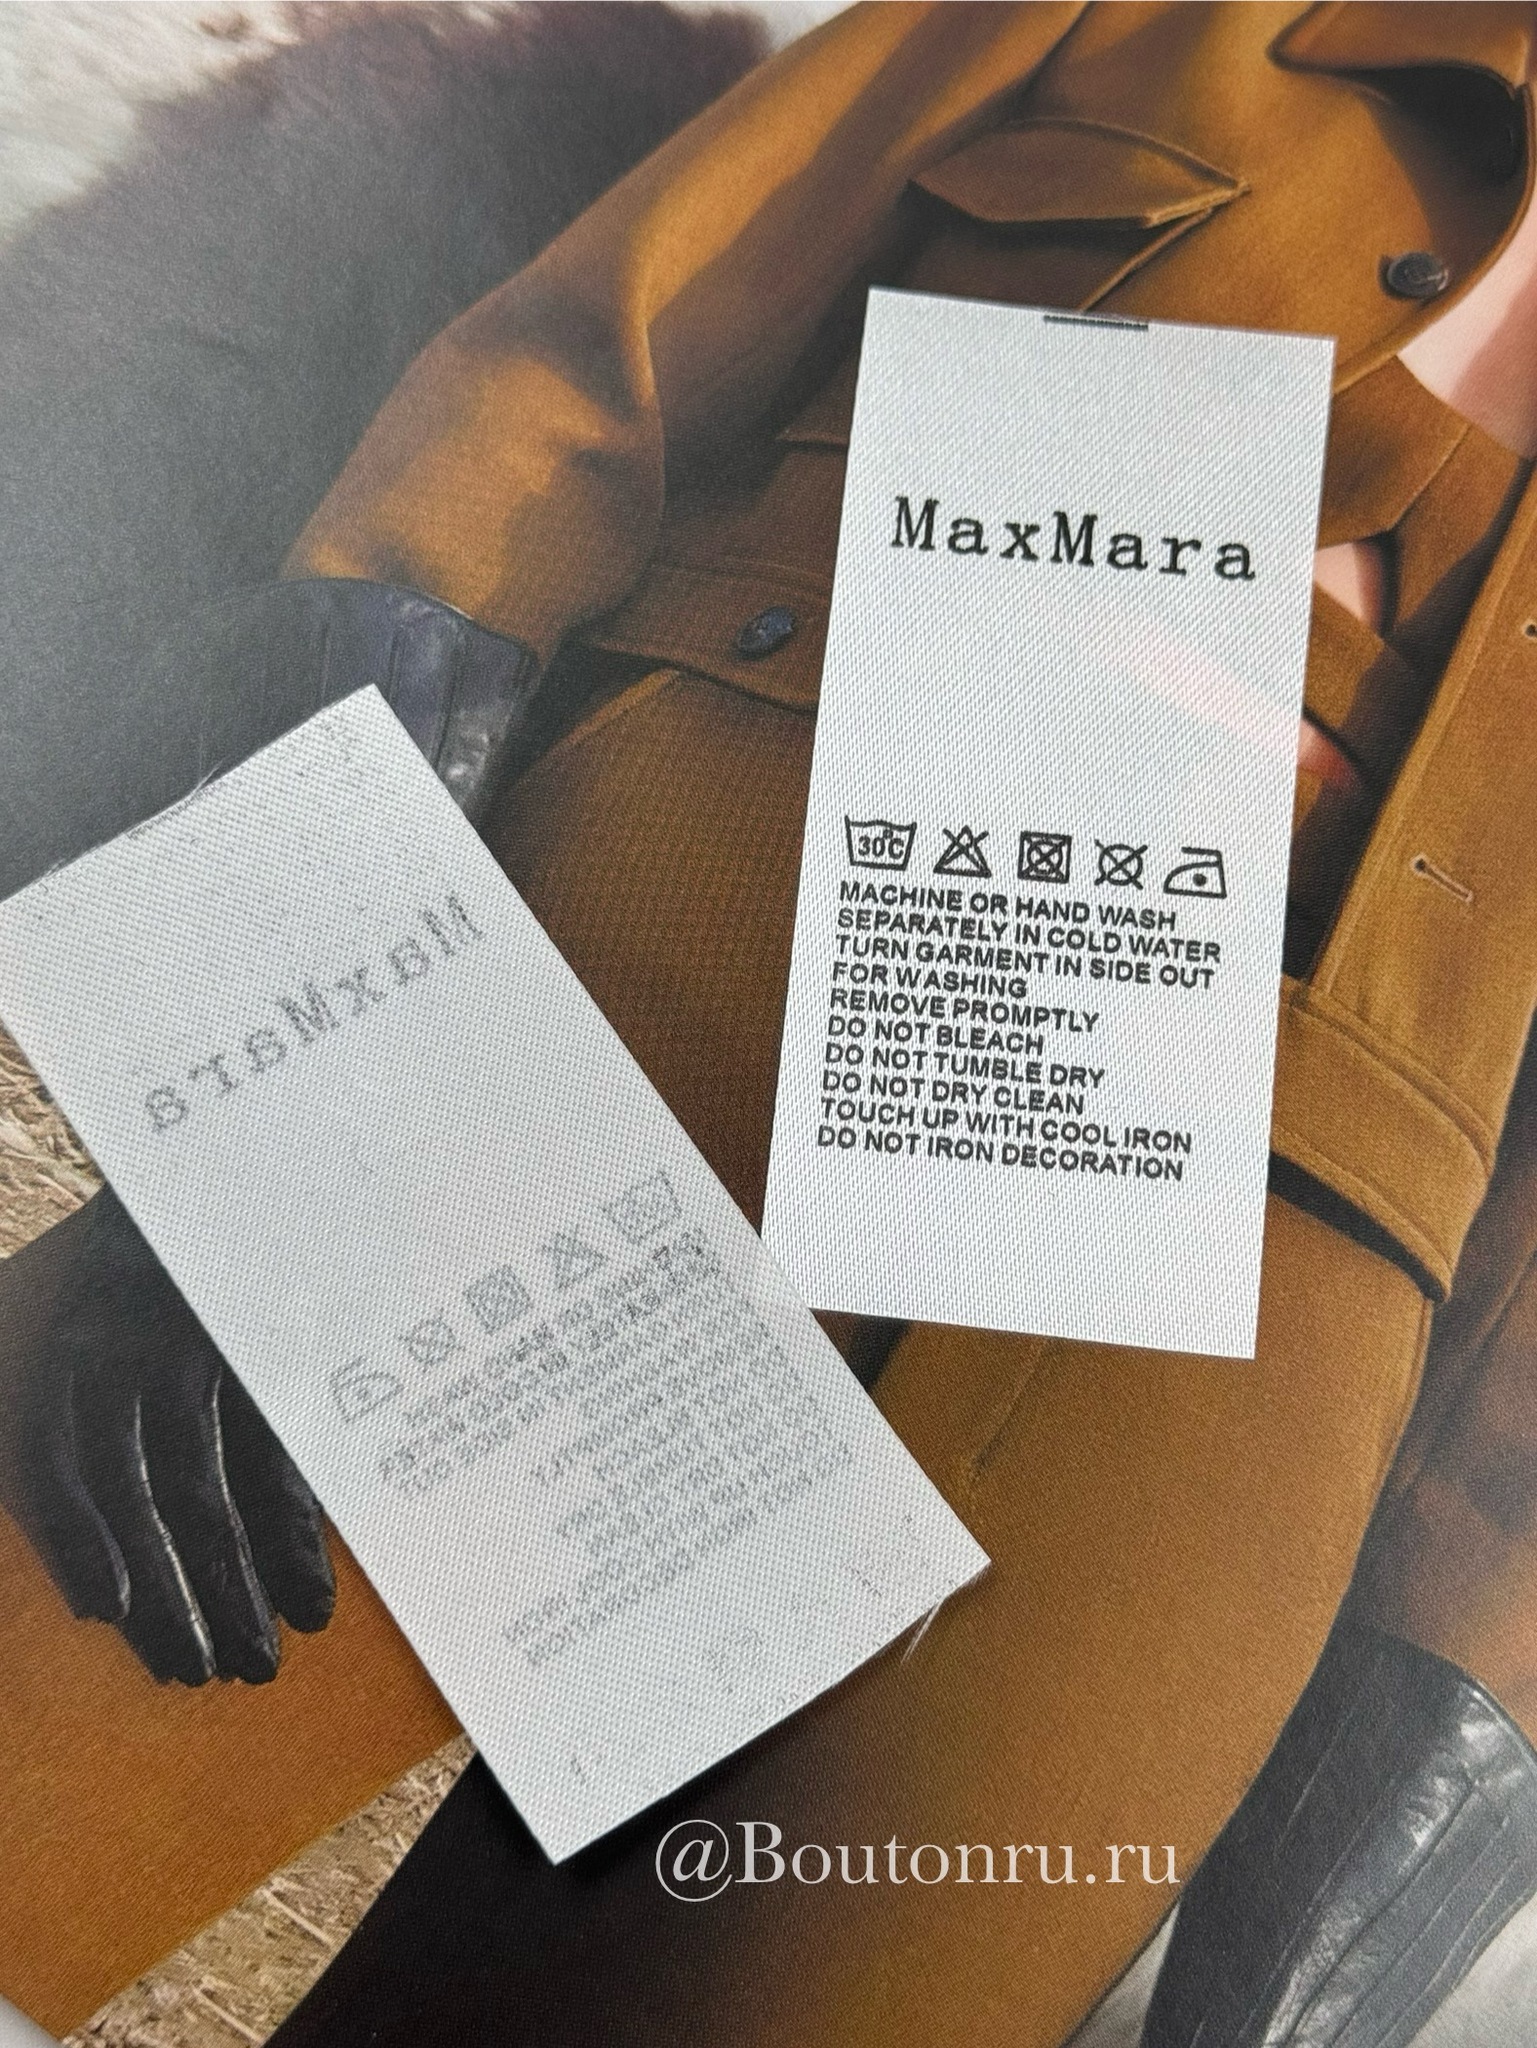 MaxMara
30°C
MACHINE OR HAND WASH
SEPARATELY IN COLD WATER
TURN GARMENT IN SIDE OUT
FOR WASHING
REMOVE PROMPTLY
DO NOT BLEACH
DO NOT TUMBLE DRY
DO NOT DRY CLEAN
TOUCH UP WITH COOL IRON
DO NOT IRON DECORATION
MaxMara
@Boutonru.ru